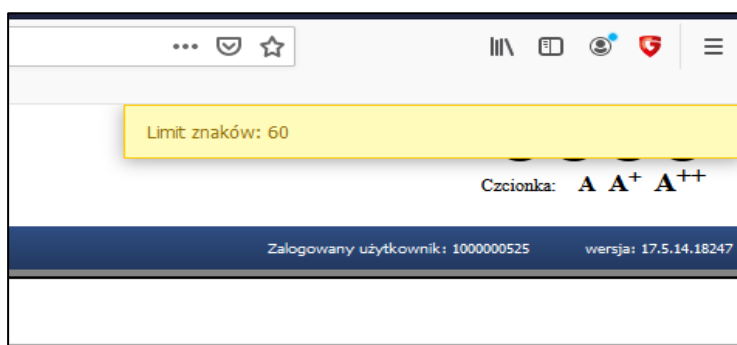 Limit znaków: 60
Czcionka: A A+ A++
Zalogowany użytkownik: 1000000525 wersja: 17.5.14.18247